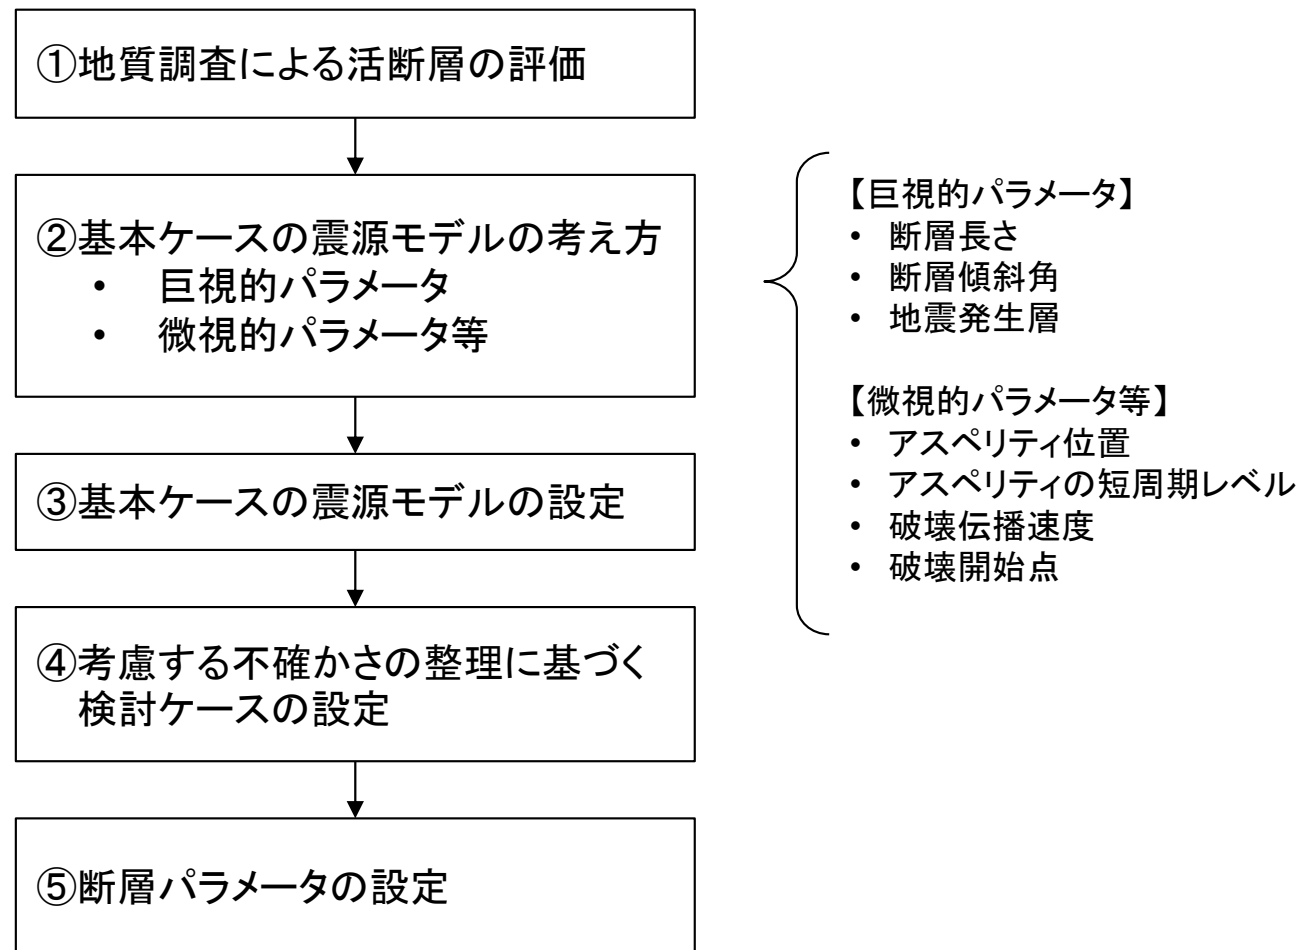 ①地質調査による活断層の評価
②基本ケースの震源モデルの考え方
• 巨視的パラメータ
• 微視的パラメータ等
③基本ケースの震源モデルの設定
④考慮する不確かさの整理に基づく
検討ケースの設定
⑤断層パラメータの設定
【巨視的パラメータ】
• 断層長さ
• 断層傾斜角
• 地震発生層
【微視的パラメータ等】
• アスペリティ位置
• アスペリティの短周期レベル
• 破壊伝播速度
• 破壊開始点